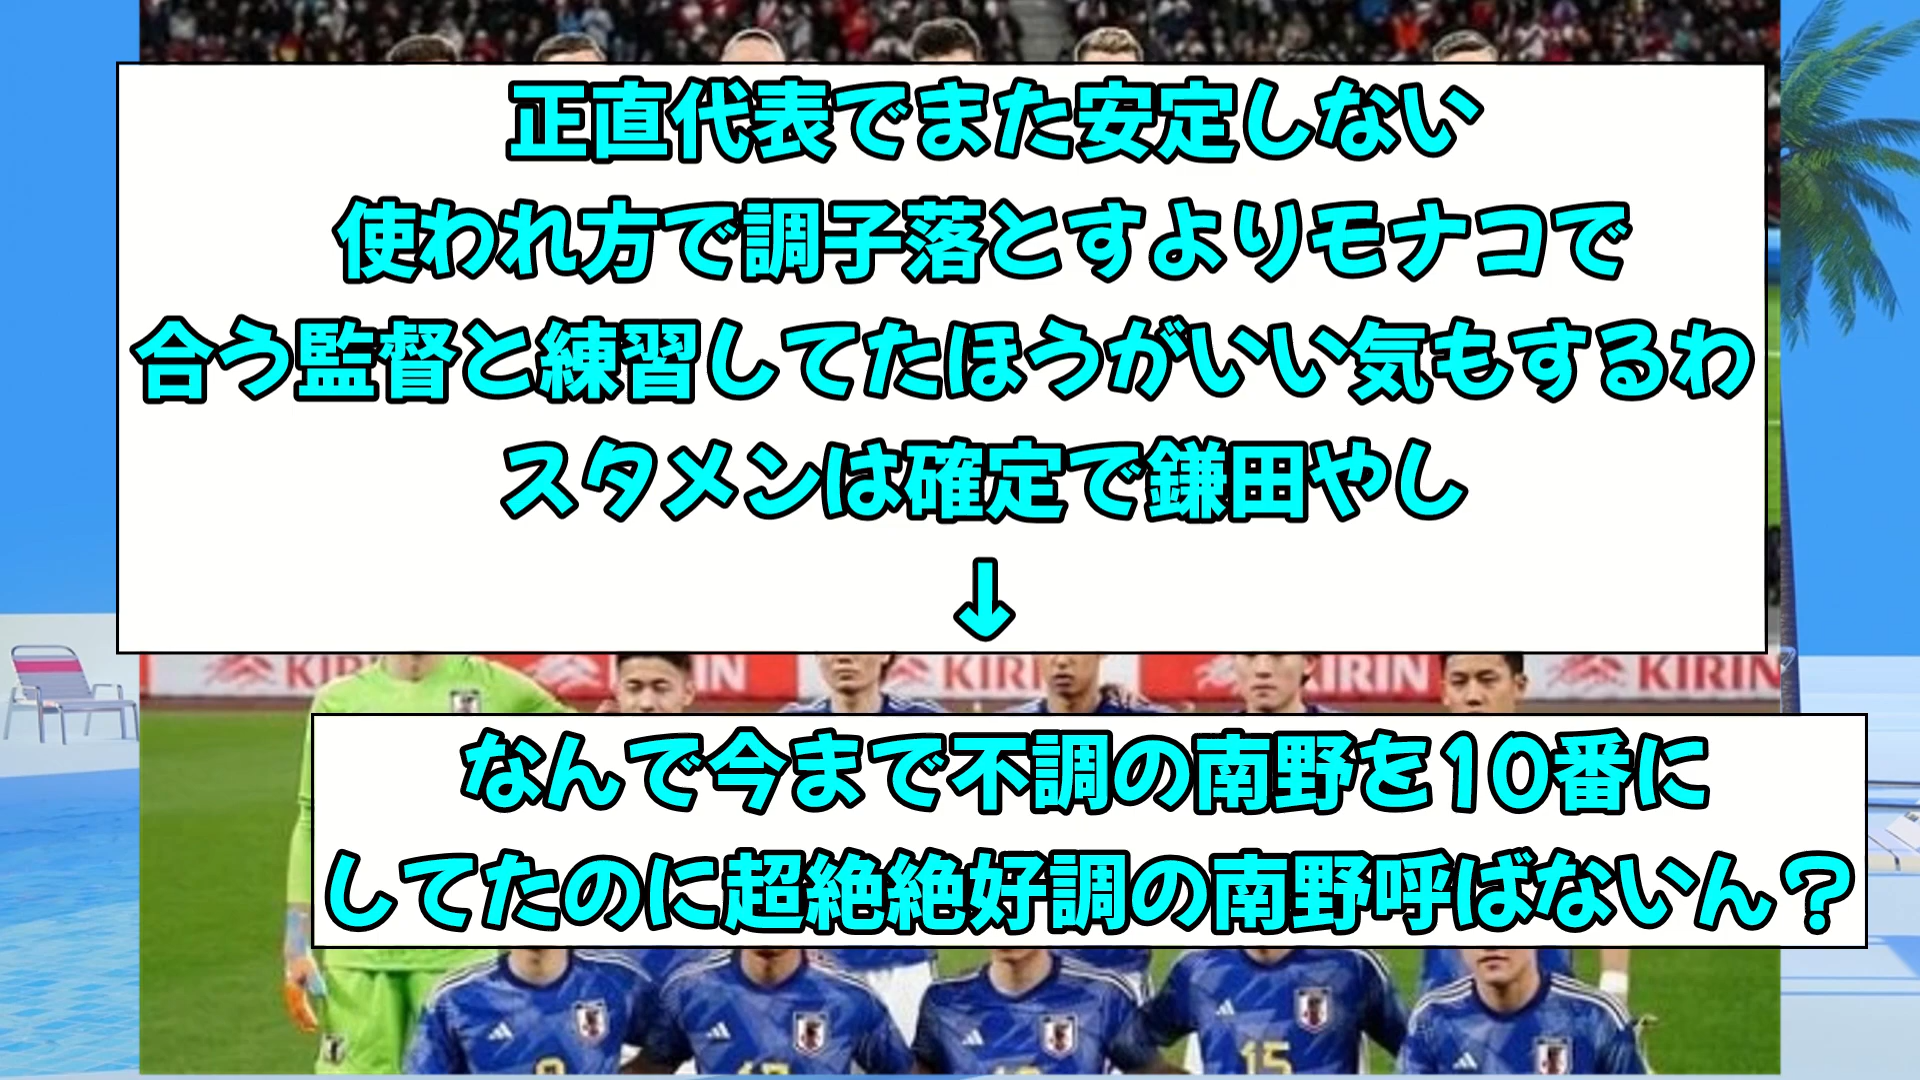 正直代表でまた安定しない
使われ方で調子落とすよりモナコで
合う監督と練習してたほうがいい気もするわ
スタメンは確定で鎌田やし
↓
KIRIN KIRIN KIRIN KIRIN
なんで今まで不調の南野を10番に
してたのに超絶絶好調の南野呼ばないん？
15